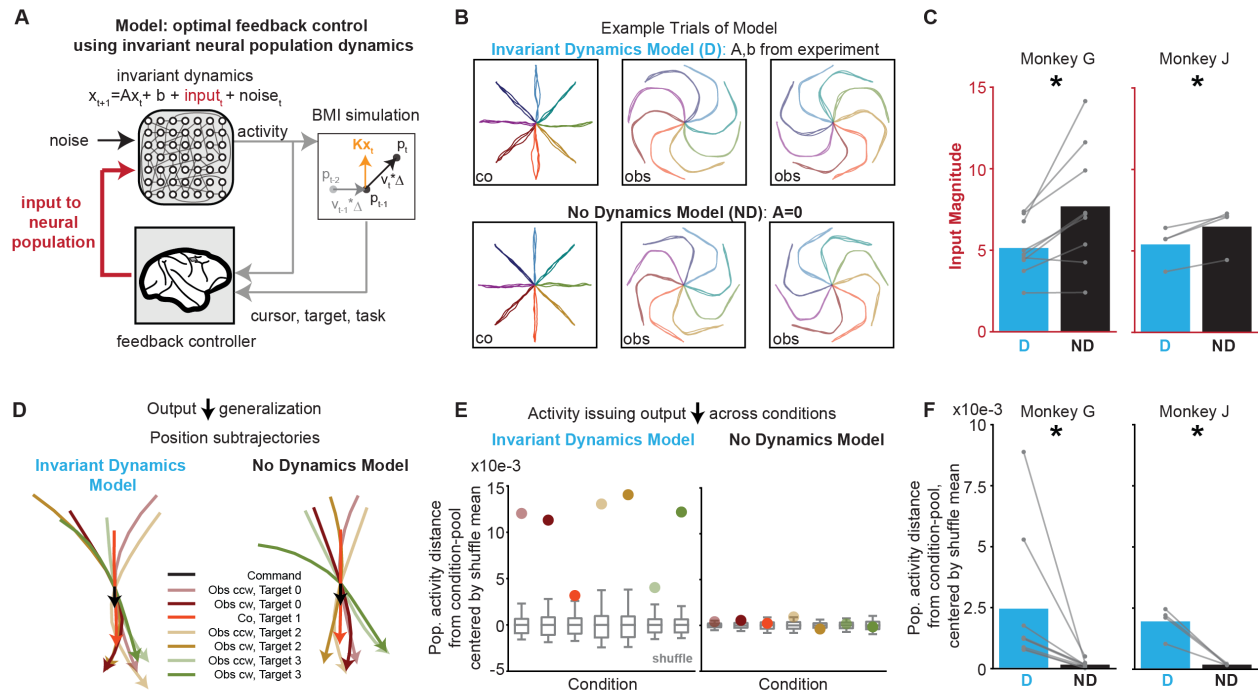 A
Model: optimal feedback control
using invariant neural population dynamics
invariant dynamics
xt+1=Axt+ b + inputt + noiset
noise
activity
BMI simulation
Kxt
pt
pt-2
vt*Δ
vt-1*Δ
pt-1
input to
neural
population
cursor, target, task
feedback controller
B
Example Trials of Model
Invariant Dynamics Model (D): A,b from experiment
co
obs
obs
No Dynamics Model (ND): A=0
co
obs
obs
C
Monkey G
Monkey J
*
*
Input Magnitude
15
10
5
0
D
ND
D
ND
D
Output generalization
Position subtrajectories
Invariant Dynamics
Model
No Dynamics Model
Command
Obs ccw, Target 0
Obs cw, Target 0
Co, Target 1
Obs ccw, Target 2
Obs cw, Target 2
Obs ccw, Target 3
Obs cw, Target 3
E
Activity issuing output across conditions
Invariant Dynamics Model
No Dynamics Model
x10e-3
Pop. activity distance
from condition-pool
centered by shuffle mean
15
10
5
0
-5
shuffle
Condition
Condition
F
x10e-3
Monkey G
Monkey J
*
*
Pop. activity distance
from condition-pool,
centered by shuffle mean
10
7.5
5
2.5
0
D
ND
D
ND